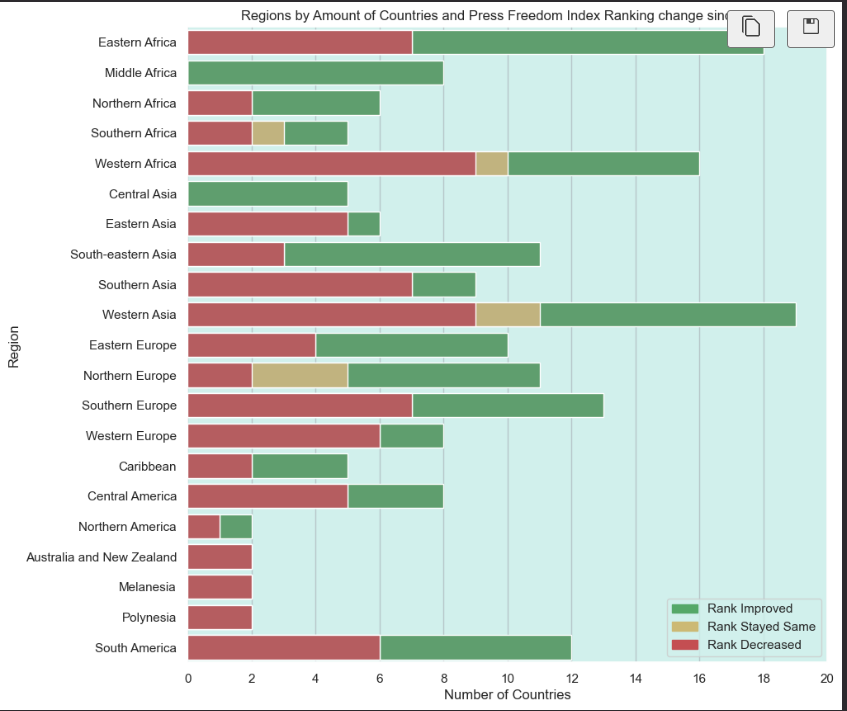 Regions by Amount of Countries and Press Freedom Index Ranking change
Eastern Africa
Middle Africa
Northern Africa
Southern Africa
Western Africa
Central Asia
Eastern Asia
South-eastern Asia
Southern Asia
Western Asia
Eastern Europe
Northern Europe
Southern Europe
Western Europe
Caribbean
Central America
Northern America
Australia and New Zealand
Melanesia
Polynesia
South America
Region
Rank Improved
Rank Stayed Same
Rank Decreased
0 2 4 6 8 10 12 14 16 18 20
Number of Countries